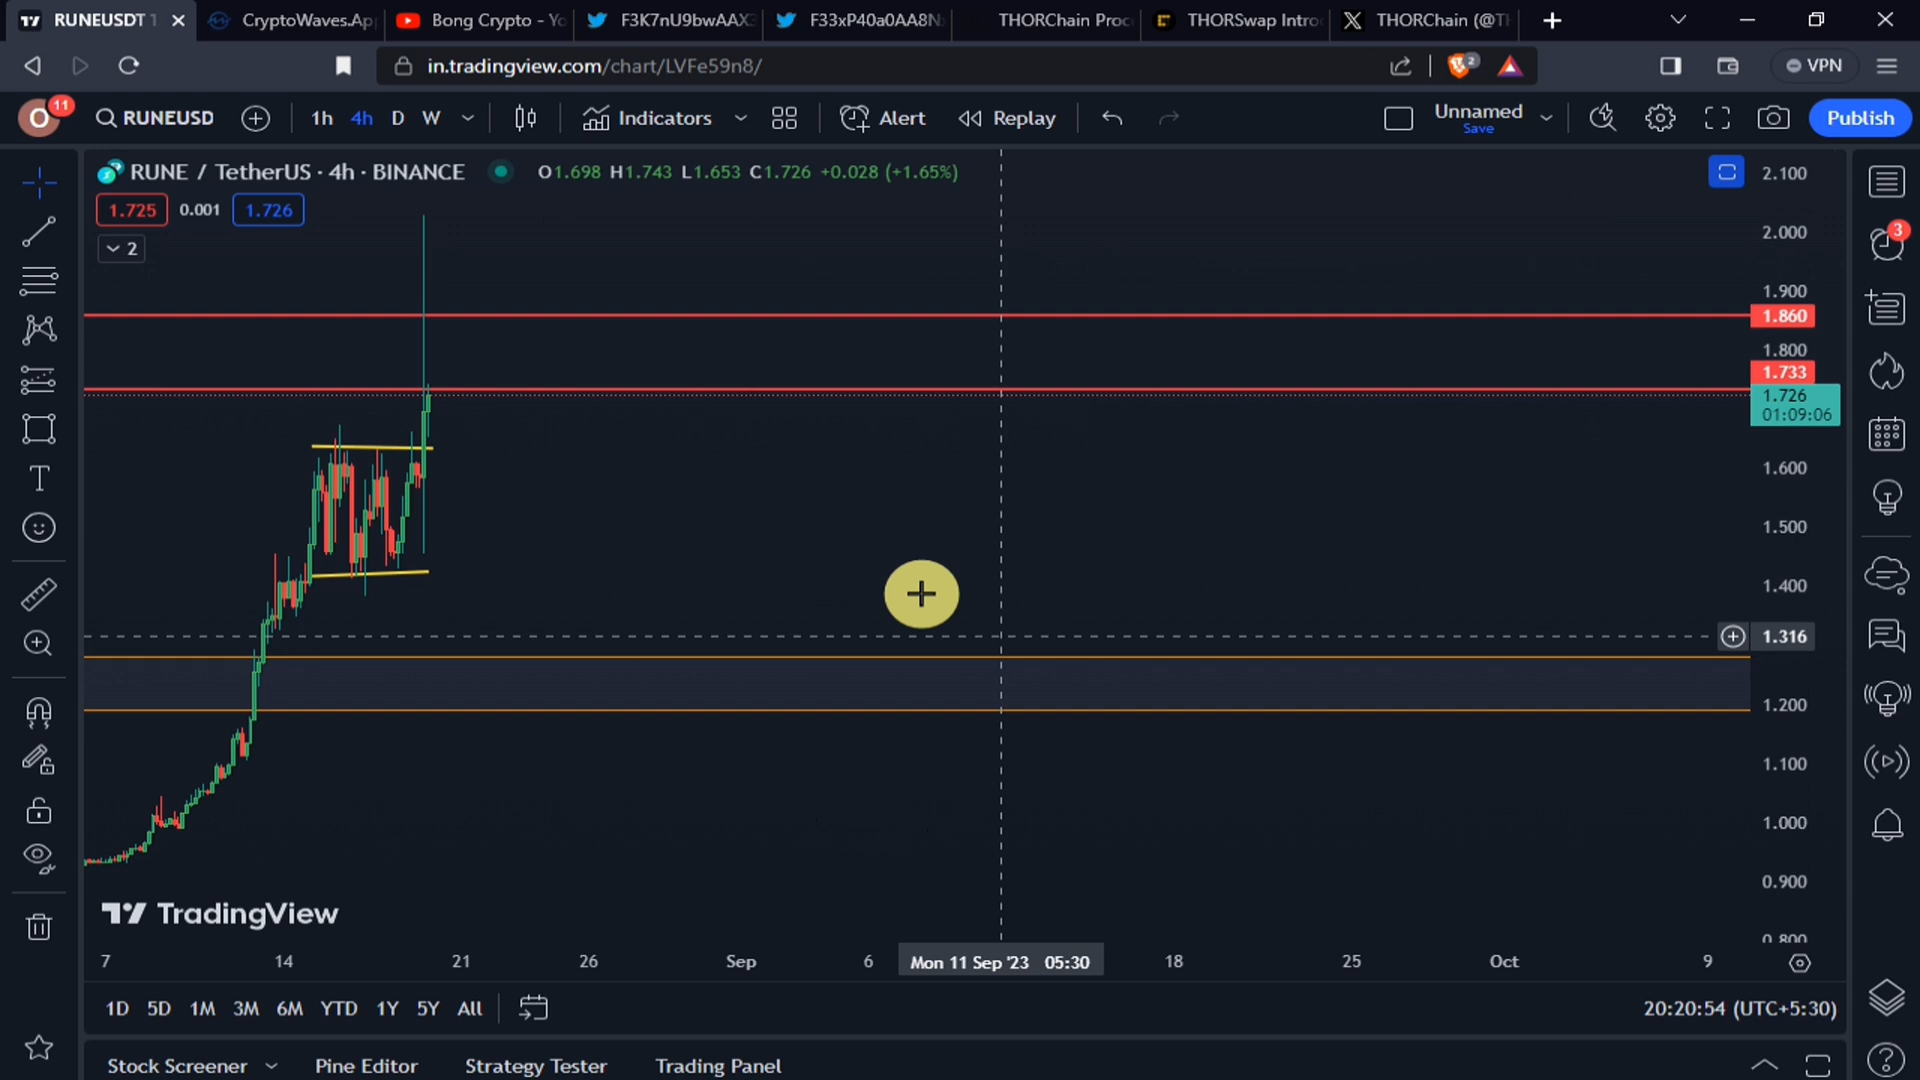 RUNEUSDT 1
CryptoWaves.Ap
Bong Crypto - Yo
F3K7nU9bwAAX
F33xP40a0AA8N
THORChain Proc
THORSwap Intro
THORChain (@TH
in.tradingview.com/chart/LVFe59n8/
2
VPN
O
11
RUNEUSD
1h 4h D W
Indicators
Alert
Replay
Unnamed
Save
Publish
RUNE / TetherUS · 4h · BINANCE
O1.698 H1.743 L1.653 C1.726 +0.028 (+1.65%)
1.725 0.001 1.726
2
3
2.100
2.000
1.900
1.860
1.800
1.733
1.726
01:09:06
1.600
1.500
1.400
1.316
1.200
1.100
1.000
0.900
0.800
TradingView
7 14 21 26 Sep 6 Mon 11 Sep '23 05:30 18 25 Oct 9
1D 5D 1M 3M 6M YTD 1Y 5Y All
20:20:54 (UTC+5:30)
Stock Screener Pine Editor Strategy Tester Trading Panel